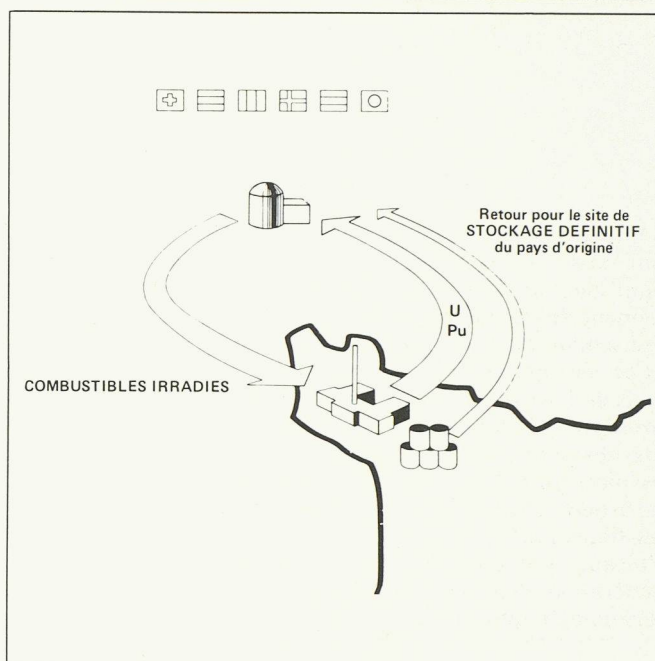 Retour pour le site de
STOCKAGE DEFINITIF
du pays d'origine
U
Pu
COMBUSTIBLES IRRADIES